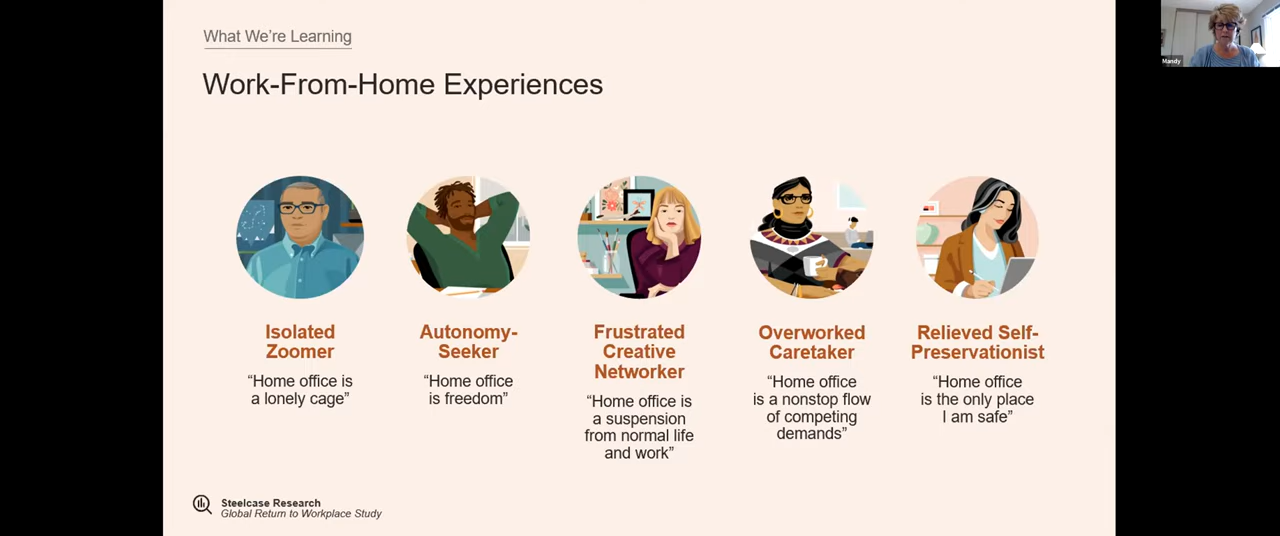 What We're Learning
Work-From-Home Experiences
Mandy
Isolated
Zoomer
“Home office is
a lonely cage”
Autonomy-
Seeker
“Home office
is freedom”
Frustrated
Creative
Networker
“Home office is
a suspension
from normal life
and work”
Overworked
Caretaker
“Home office
is a nonstop flow
of competing
demands”
Relieved Self-
Preservationist
“Home office
is the only place
I am safe”
Steelcase Research
Global Return to Workplace Study